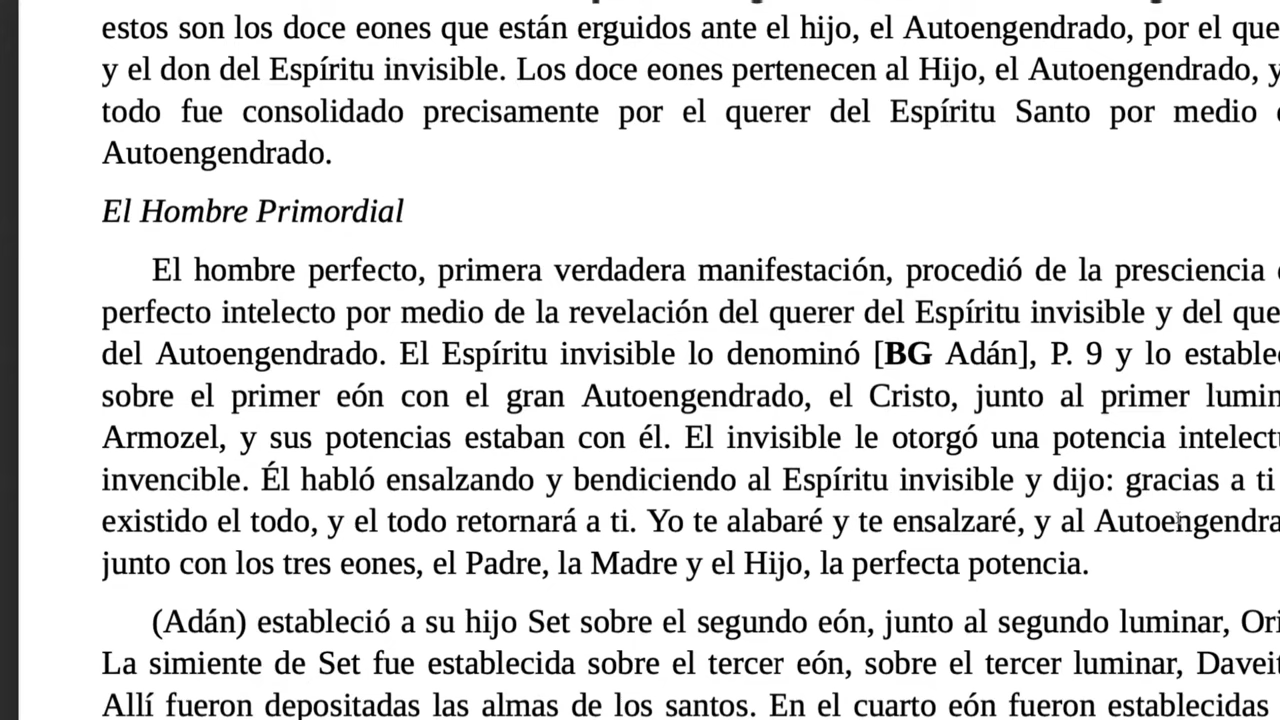 estos son los doce eones que están erguidos ante el hijo, el Autoengendrado, por el que
y el don del Espíritu invisible. Los doce eones pertenecen al Hijo, el Autoengendrado, y
todo fue consolidado precisamente por el querer del Espíritu Santo por medio
Autoengendrado.
El Hombre Primordial
El hombre perfecto, primera verdadera manifestación, procedió de la presciencia
perfecto intelecto por medio de la revelación del querer del Espíritu invisible y del que
del Autoengendrado. El Espíritu invisible lo denominó [BG Adán], P. 9 y lo estable
sobre el primer eón con el gran Autoengendrado, el Cristo, junto al primer lumin
Armozel, y sus potencias estaban con él. El invisible le otorgó una potencia intelect
invencible. Él habló ensalzando y bendiciendo al Espíritu invisible y dijo: gracias a ti
existido el todo, y el todo retornará a ti. Yo te alabaré y te ensalzaré, y al Autoengendra
junto con los tres eones, el Padre, la Madre y el Hijo, la perfecta potencia.
(Adán) estableció a su hijo Set sobre el segundo eón, junto al segundo luminar, Ori
La simiente de Set fue establecida sobre el tercer eón, sobre el tercer luminar, Davei
Allí fueron depositadas las almas de los santos. En el cuarto eón fueron establecidas